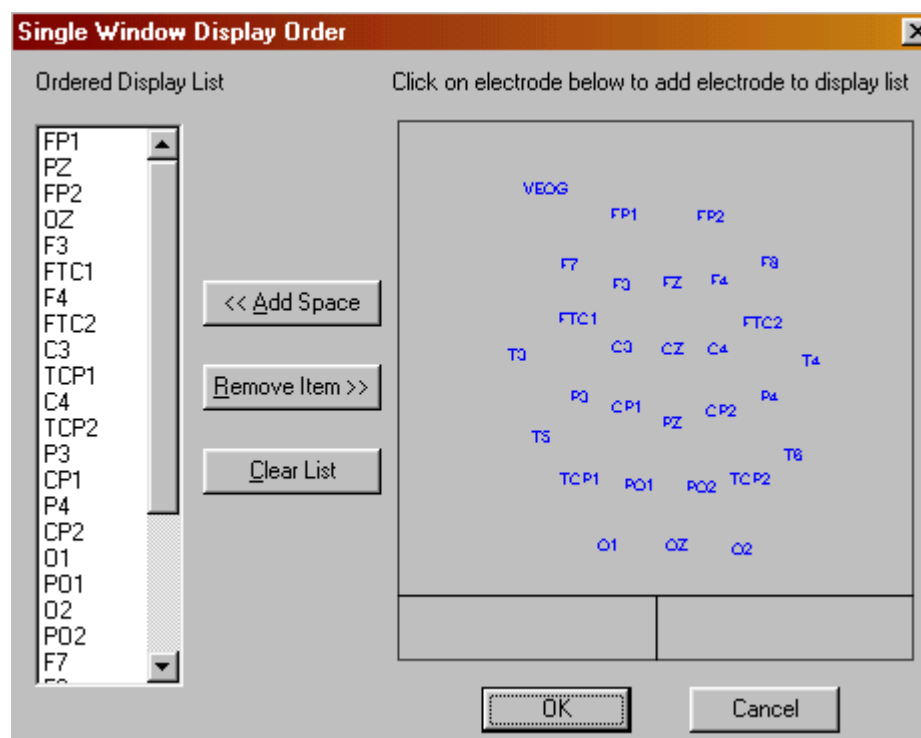 Single Window Display Order
Ordered Display List
Click on electrode below to add electrode to display list
FP1
PZ
FP2
OZ
F3
FTC1
F4
FTC2
C3
TCP1
C4
TCP2
P3
CP1
P4
CP2
O1
PO1
O2
PO2
F7
<< Add Space
Remove Item >>
Clear List
VEOG
FP1 FP2
F7 F8
F3 FZ F4
FTC1 FTC2
T3 C3 CZ C4 T4
P3 CP1 PZ CP2 P4
T5 T6
TCP1 PO1 PO2 TCP2
O1 OZ O2
OK Cancel